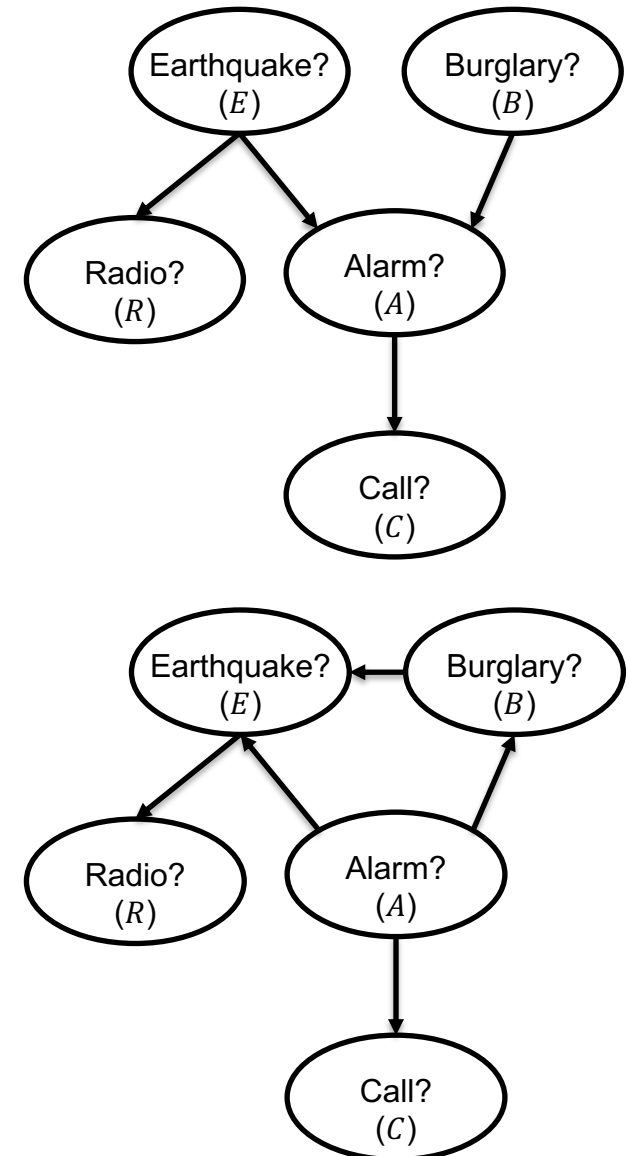 Earthquake?
(E)
Burglary?
(B)
Radio?
(R)
Alarm?
(A)
Call?
(C)
Earthquake?
(E)
Burglary?
(B)
Radio?
(R)
Alarm?
(A)
Call?
(C)